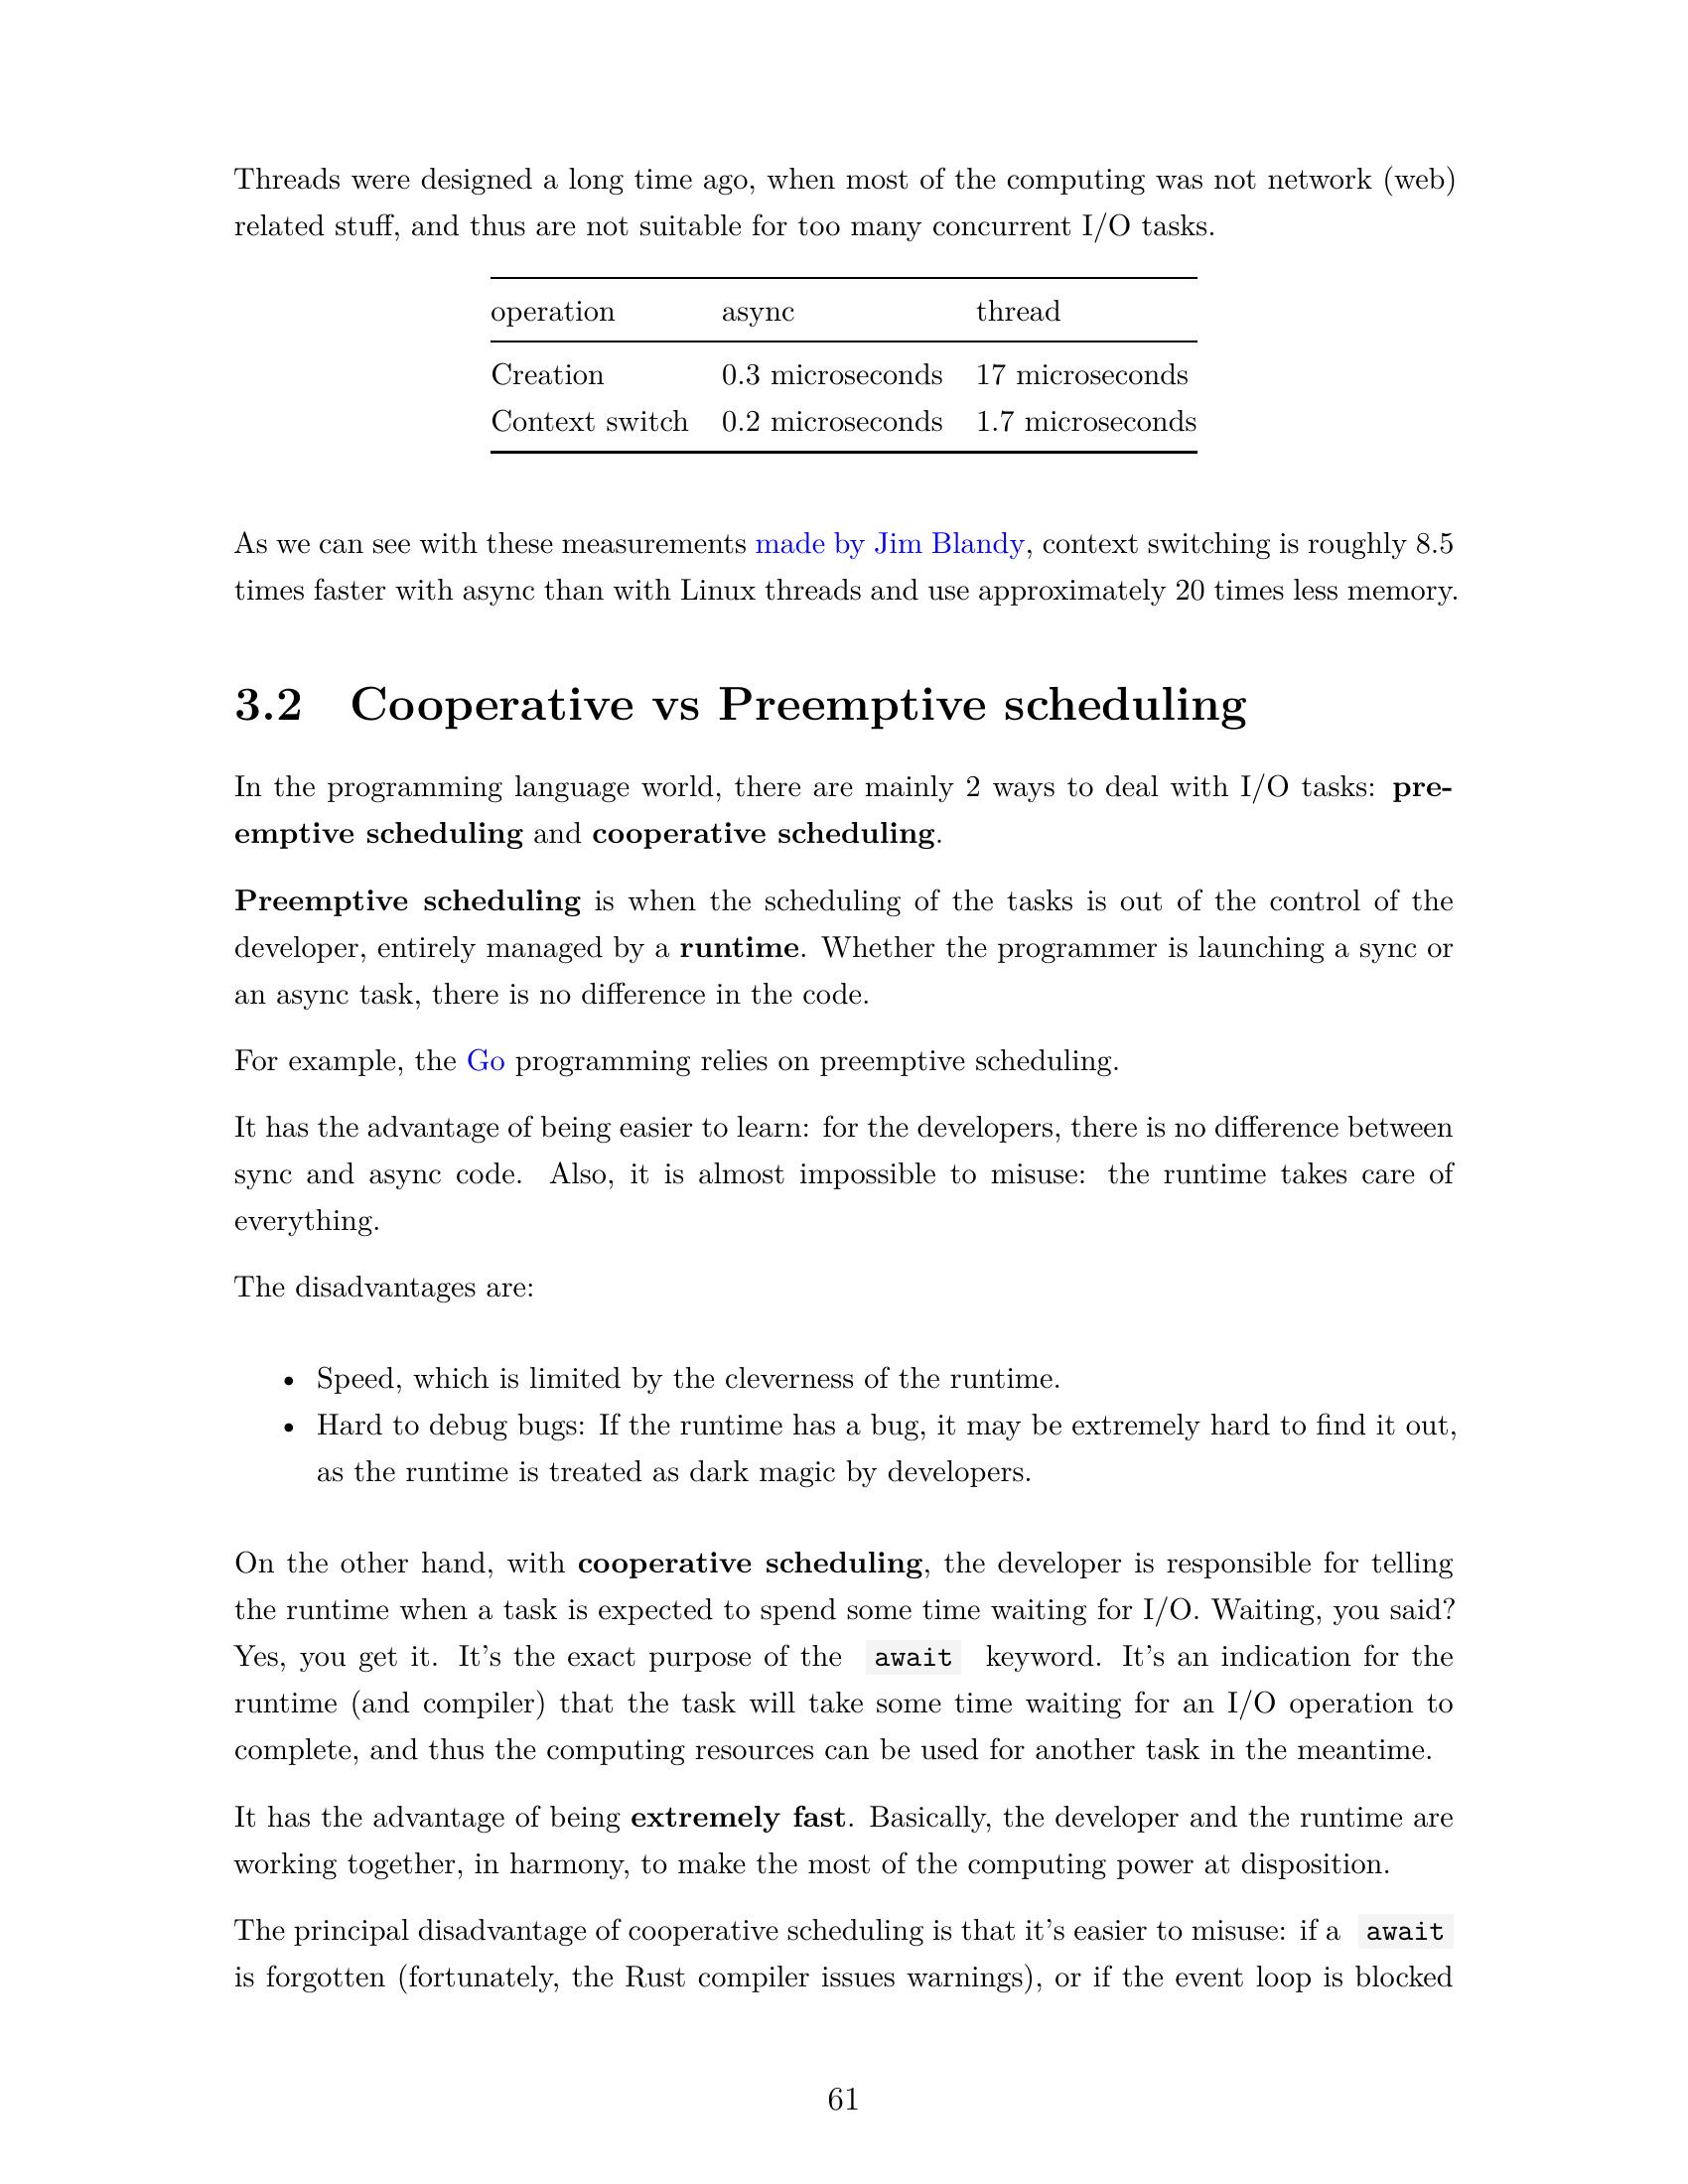 Threads were designed a long time ago, when most of the computing was not network (web)
related stuff, and thus are not suitable for too many concurrent I/O tasks.
operation async thread
Creation 0.3 microseconds 17 microseconds
Context switch 0.2 microseconds 1.7 microseconds
As we can see with these measurements made by Jim Blandy, context switching is roughly 8.5
times faster with async than with Linux threads and use approximately 20 times less memory.
3.2 Cooperative vs Preemptive scheduling
In the programming language world, there are mainly 2 ways to deal with I/O tasks: pre-
emptive scheduling and cooperative scheduling.
Preemptive scheduling is when the scheduling of the tasks is out of the control of the
developer, entirely managed by a runtime. Whether the programmer is launching a sync or
an async task, there is no difference in the code.
For example, the Go programming relies on preemptive scheduling.
It has the advantage of being easier to learn: for the developers, there is no difference between
sync and async code. Also, it is almost impossible to misuse: the runtime takes care of
everything.
The disadvantages are:
• Speed, which is limited by the cleverness of the runtime.
• Hard to debug bugs: If the runtime has a bug, it may be extremely hard to find it out,
as the runtime is treated as dark magic by developers.
On the other hand, with cooperative scheduling, the developer is responsible for telling
the runtime when a task is expected to spend some time waiting for I/O. Waiting, you said?
Yes, you get it. It's the exact purpose of the await keyword. It's an indication for the
runtime (and compiler) that the task will take some time waiting for an I/O operation to
complete, and thus the computing resources can be used for another task in the meantime.
It has the advantage of being extremely fast. Basically, the developer and the runtime are
working together, in harmony, to make the most of the computing power at disposition.
The principal disadvantage of cooperative scheduling is that it's easier to misuse: if a await
is forgotten (fortunately, the Rust compiler issues warnings), or if the event loop is blocked
61